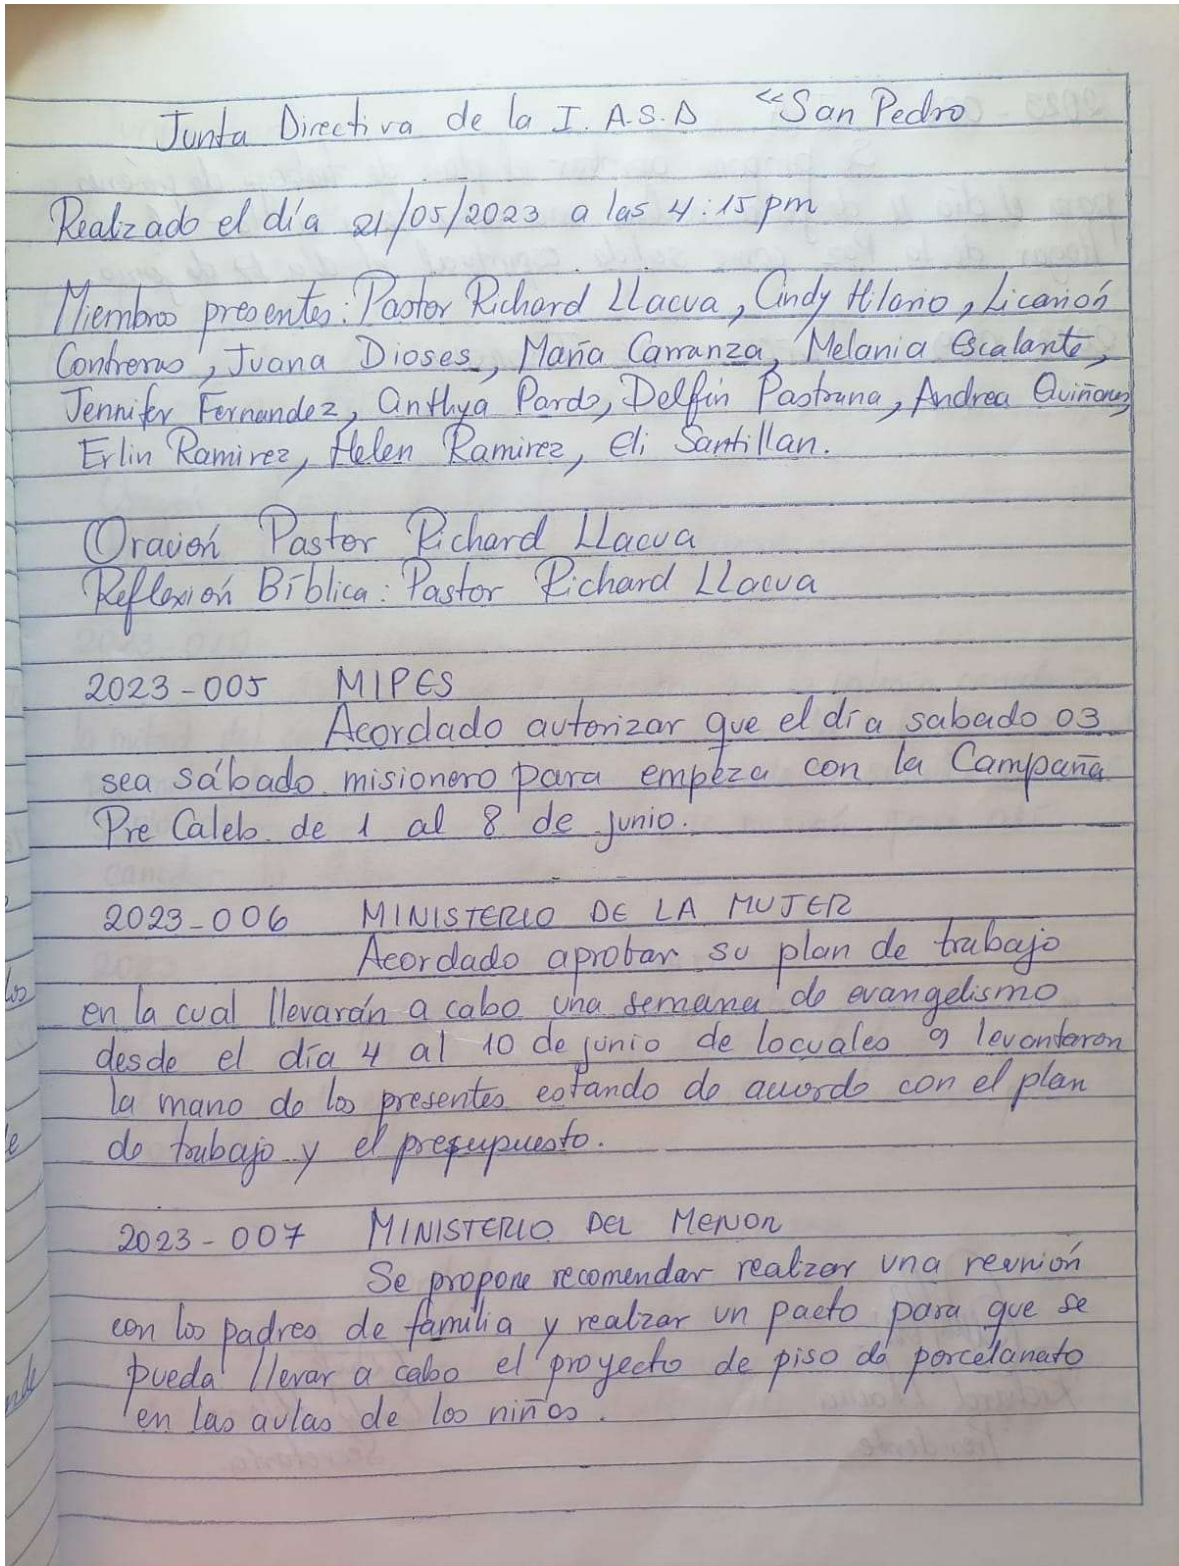 Junta Directiva de la I.A.S.D "San Pedro
Realzado el día 21/05/2023 a las 4:15 pm
Miembros presentes: Pastor Richard LLacua, Cindy Hilario, Licarión
Contreras, Juana Dioses, María Carranza, Melania Escalante,
Jennifer Fernandez, anthya Pardo, Delfín Pastrana, Andrea Quiñones
Erlin Ramirez, Helen Ramirez, Eli Santillan.
Oración Pastor Richard LLacua
Reflexión Bíblica: Pastor Richard LLacua
2023-005 MIPES
Acordado autorizar que el día sabado 03
sea sábado misionero para empeza con la Campaña
Pre Caleb de 1 al 8 de junio.
2023-006 MINISTERIO DE LA MUJER
Acordado aprobar su plan de trabajo
en la cual llevarán a cabo una semana de evangelismo
desde el día 4 al 10 de junio de locuales 9 levantaron
la mano de los presentes estando de acuordo con el plan
de trabajo y el presupuesto.
2023-007 MINISTERIO DEL MENOR
Se propone recomendar realzar una reunión
con los padres de familia y realzar un pacto para que se
pueda llevar a cabo el proyecto de piso de porcelanato
en las aulas de los niños.